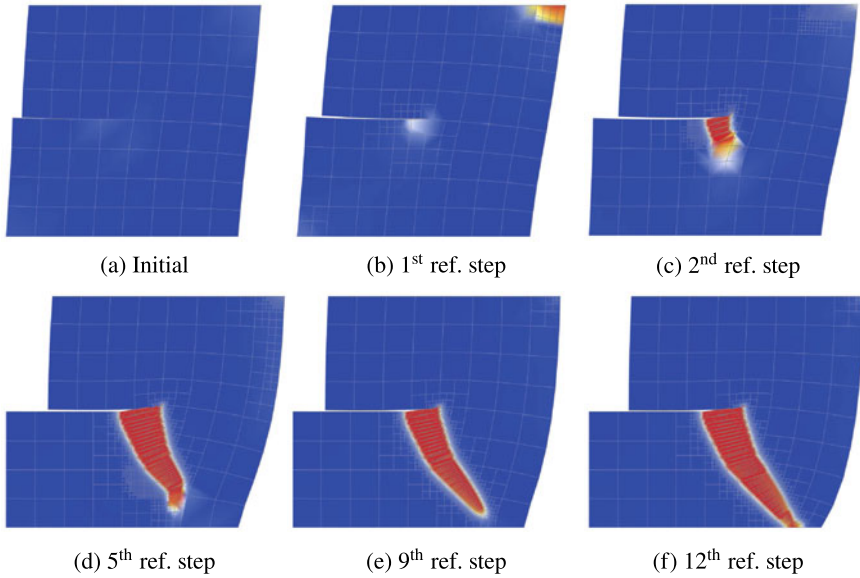 (a) Initial
(b) 1st ref. step
(c) 2nd ref. step
(d) 5th ref. step
(e) 9th ref. step
(f) 12th ref. step